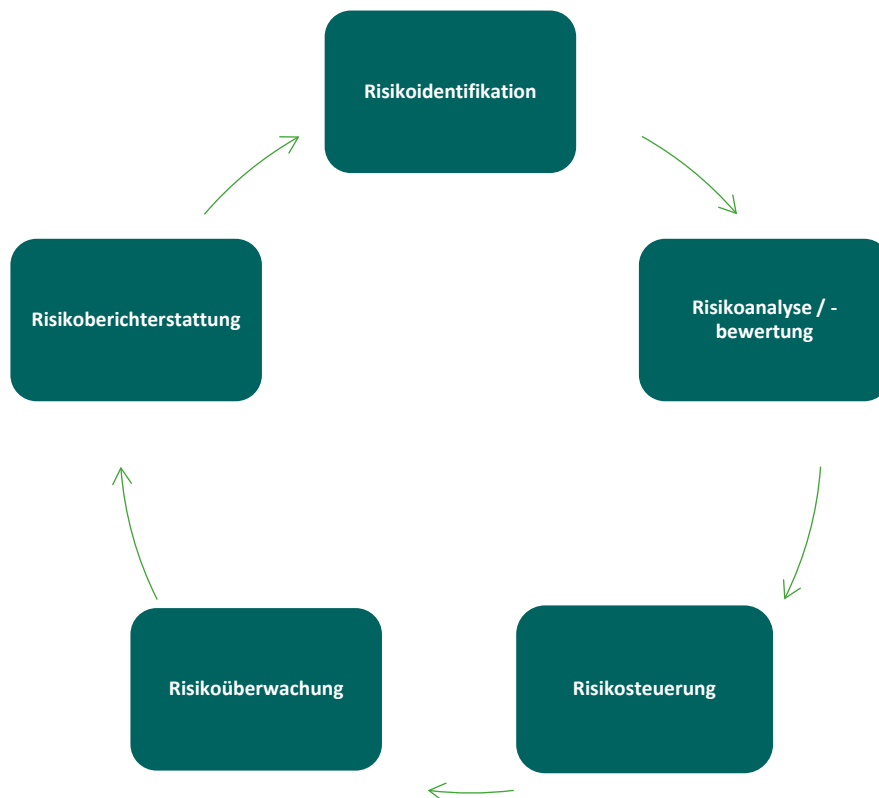 Risikoidentifikation
Risikoanalyse / -
bewertung
Risikosteuerung
Risikoüberwachung
Risikoberichterstattung